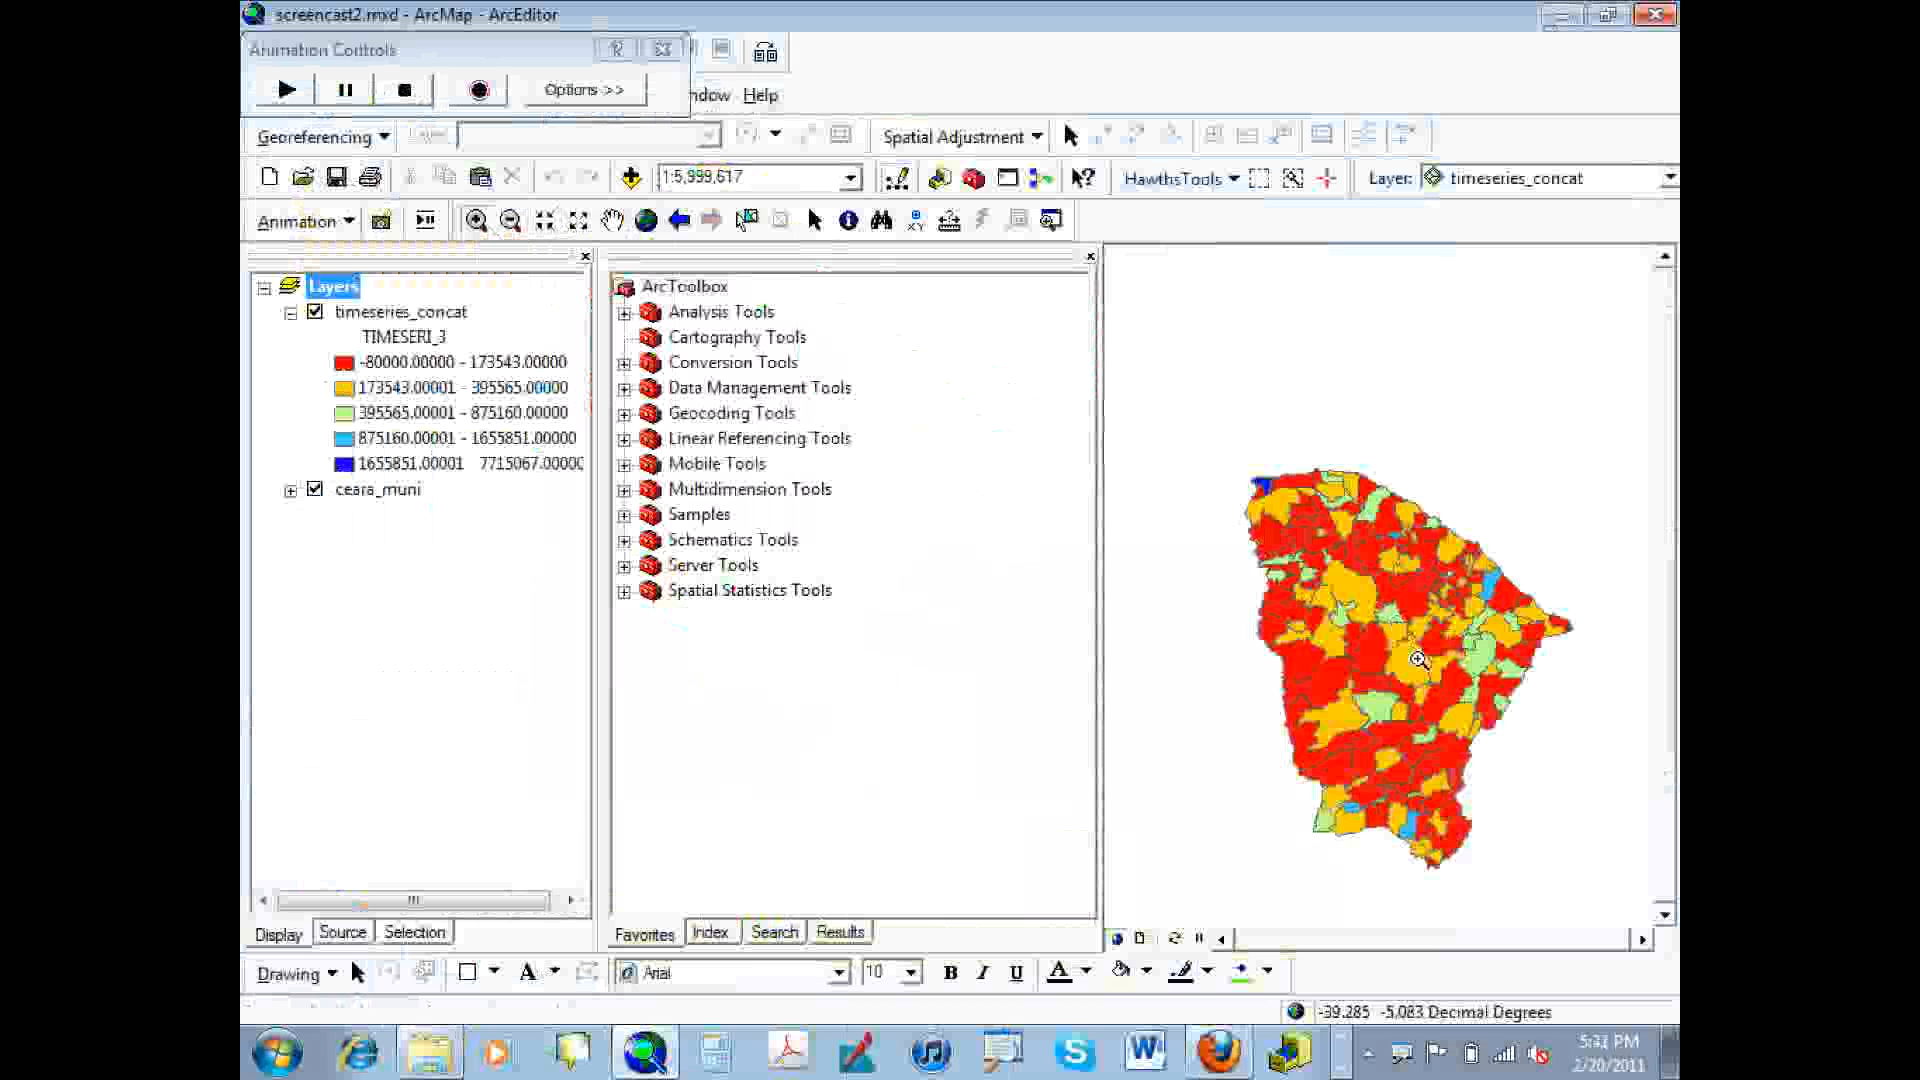 screencast2.mxd - ArcMap - ArcEditor
Animation Controls
Options >>
ndow Help
Georeferencing
Spatial Adjustment
1:5,999,617
HawthsTools
Layer: timeseries_concat
Animation
Layers
timeseries_concat
TIMESERI_3
-80000.00000 - 173543.00000
173543.00001 - 395565.00000
395565.00001 - 875160.00000
875160.00001 - 1655851.00000
1655851.00001 7715067.00000
ceara_muni
Display Source Selection
ArcToolbox
Analysis Tools
Cartography Tools
Conversion Tools
Data Management Tools
Geocoding Tools
Linear Referencing Tools
Mobile Tools
Multidimension Tools
Samples
Schematics Tools
Server Tools
Spatial Statistics Tools
Favorites Index Search Results
Drawing
A
Arial
10
B I U A
-39.285 -5.083 Decimal Degrees
5:41 PM
2/20/2011